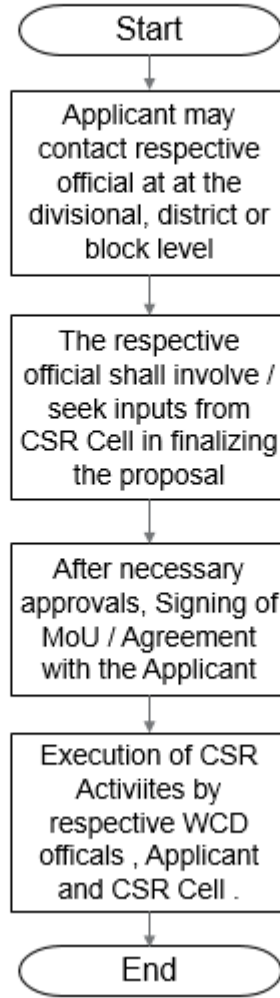 Start
Applicant may
contact respective
official at at the
divisional, district or
block level
The respective
official shall involve /
seek inputs from
CSR Cell in finalizing
the proposal
After necessary
approvals, Signing of
MoU / Agreement
with the Applicant
Execution of CSR
Activiites by
respective WCD
officals , Applicant
and CSR Cell .
End